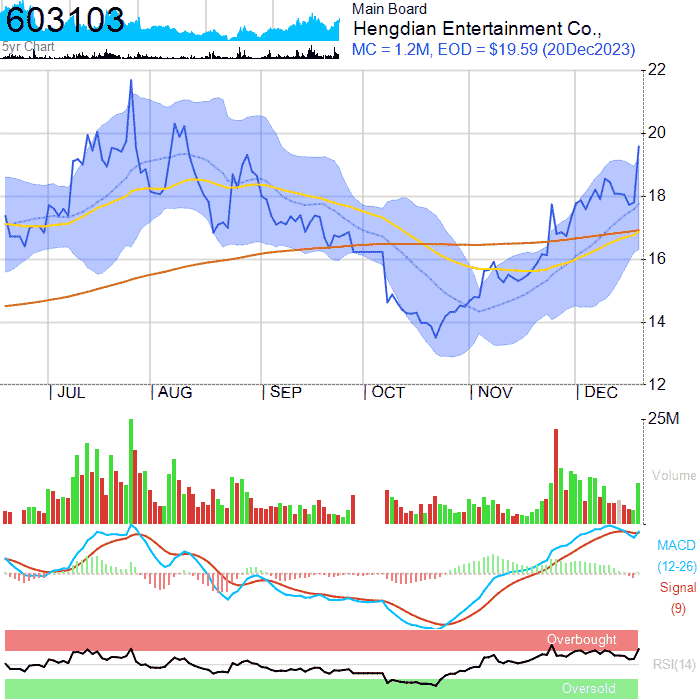 603103
5yr Chart
Main Board
Hengdian Entertainment Co.,
MC = 1.2M, EOD = $19.59 (20Dec2023)
22
20
18
16
14
12
| JUL | AUG | SEP | OCT | NOV | DEC
25M
Volume
MACD
(12-26)
Signal
(9)
Overbought
RSI(14)
Oversold